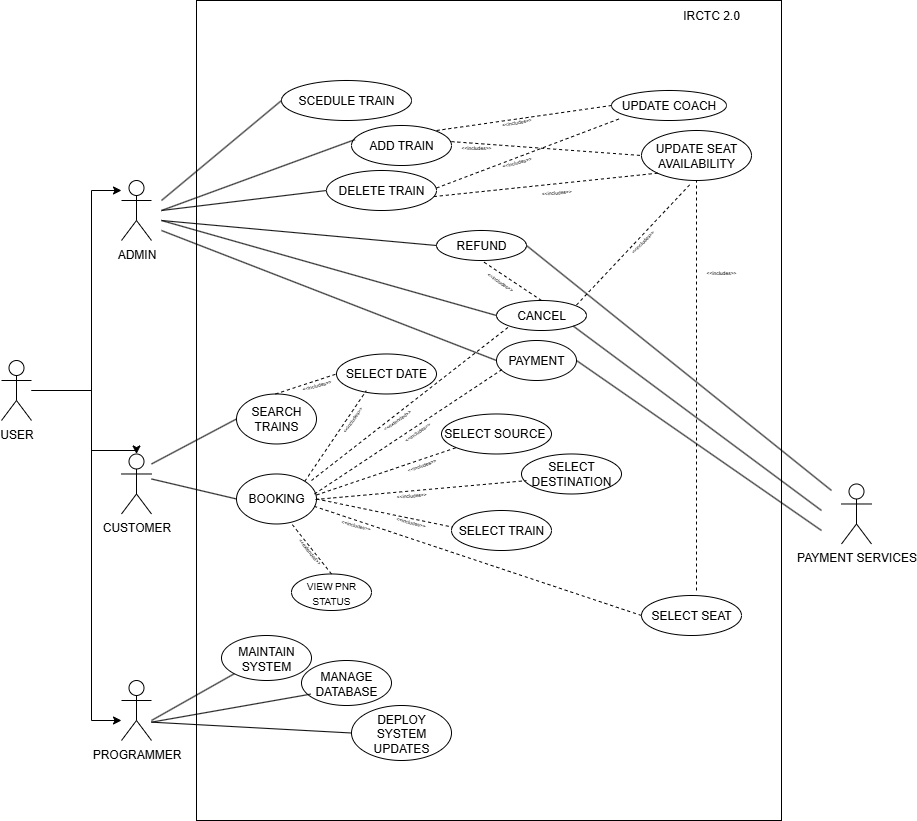 IRCTC 2.0
SCEDULE TRAIN
UPDATE COACH
<<includes>>
ADD TRAIN
<<includes>>
UPDATE SEAT
AVAILABILITY
<<includes>>
DELETE TRAIN
<<includes>>
ADMIN
REFUND
<<includes>>
<<includes>>
<<includes>>
CANCEL
PAYMENT
SELECT DATE
<<includes>>
SEARCH
TRAINS
<<includes>>
USER
SELECT SOURCE
<<includes>>
<<includes>>
SELECT
DESTINATION
BOOKING
<<includes>>
CUSTOMER
<<includes>>
<<includes>>
SELECT TRAIN
PAYMENT SERVICES
VIEW PNR
STATUS
SELECT SEAT
MAINTAIN
SYSTEM
MANAGE
DATABASE
DEPLOY
SYSTEM
UPDATES
PROGRAMMER